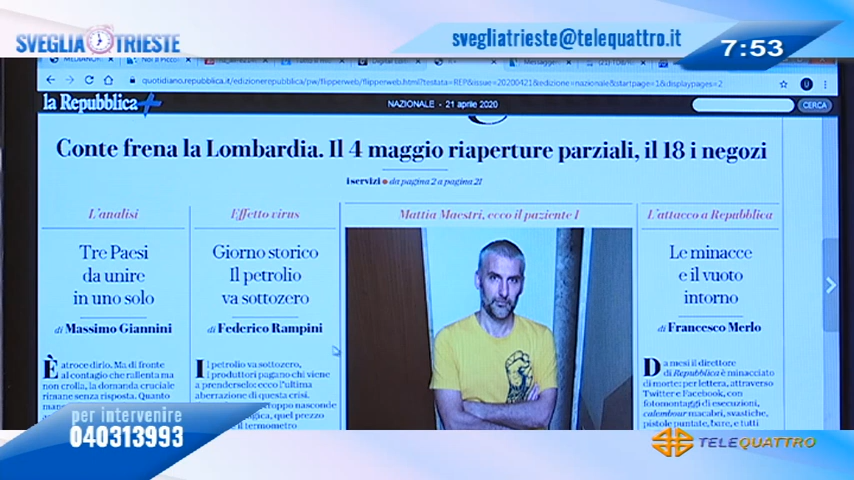 SVEGLIA TRIESTE
svegliatrieste@telequattro.it
7:53
quotidiano.repubblica.it/edizionerepubblica/pw/flipperweb.html?testata=REP&issue=20200421&edizione=nazionale&startpage=1&displaypages=2
la Repubblica+
NAZIONALE - 21 aprile 2020
CERCA
Conte frena la Lombardia. Il 4 maggio riaperture parziali, il 18 i negozi
i servizi ● da pagina 2 a pagina 21
L'analisi
Tre Paesi
da unire
in uno solo
di Massimo Giannini
È atroce dirlo. Ma di fronte
al contagio che rallenta ma
non crolla, la domanda cruciale
rimane senza risposta. Quanto
Effetto virus
Giorno storico
Il petrolio
va sottozero
di Federico Rampini
Il petrolio va sottozero,
i produttori pagano chi viene
a prenderselo: ecco l'ultima
aberrazione di questa crisi.
nasconde
quel pezzo
è il termometro
Mattia Maestri, ecco il paziente 1
L'attacco a Repubblica
Le minacce
e il vuoto
intorno
di Francesco Merlo
Da mesi il direttore
di Repubblica è minacciato
di morte: per lettera, attraverso
Twitter e Facebook, con
fotomontaggi di esecuzioni,
calembour macabri, svastiche,
pistole puntate, bare, e tutti
per intervenire
040313993
TELEQUATTRO